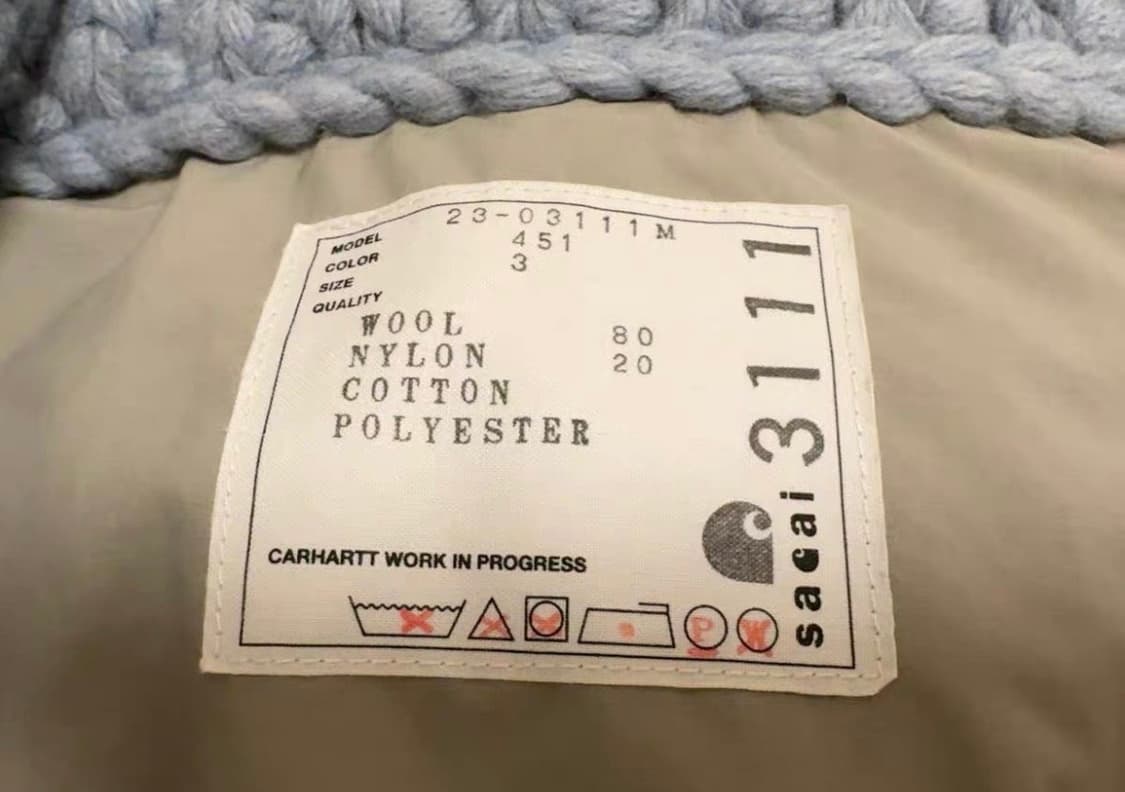 MODEL 23-03111M
COLOR 451
SIZE 3
QUALITY
WOOL 80
NYLON 20
COTTON
POLYESTER
CARHARTT WORK IN PROGRESS
P W
sacai 3111